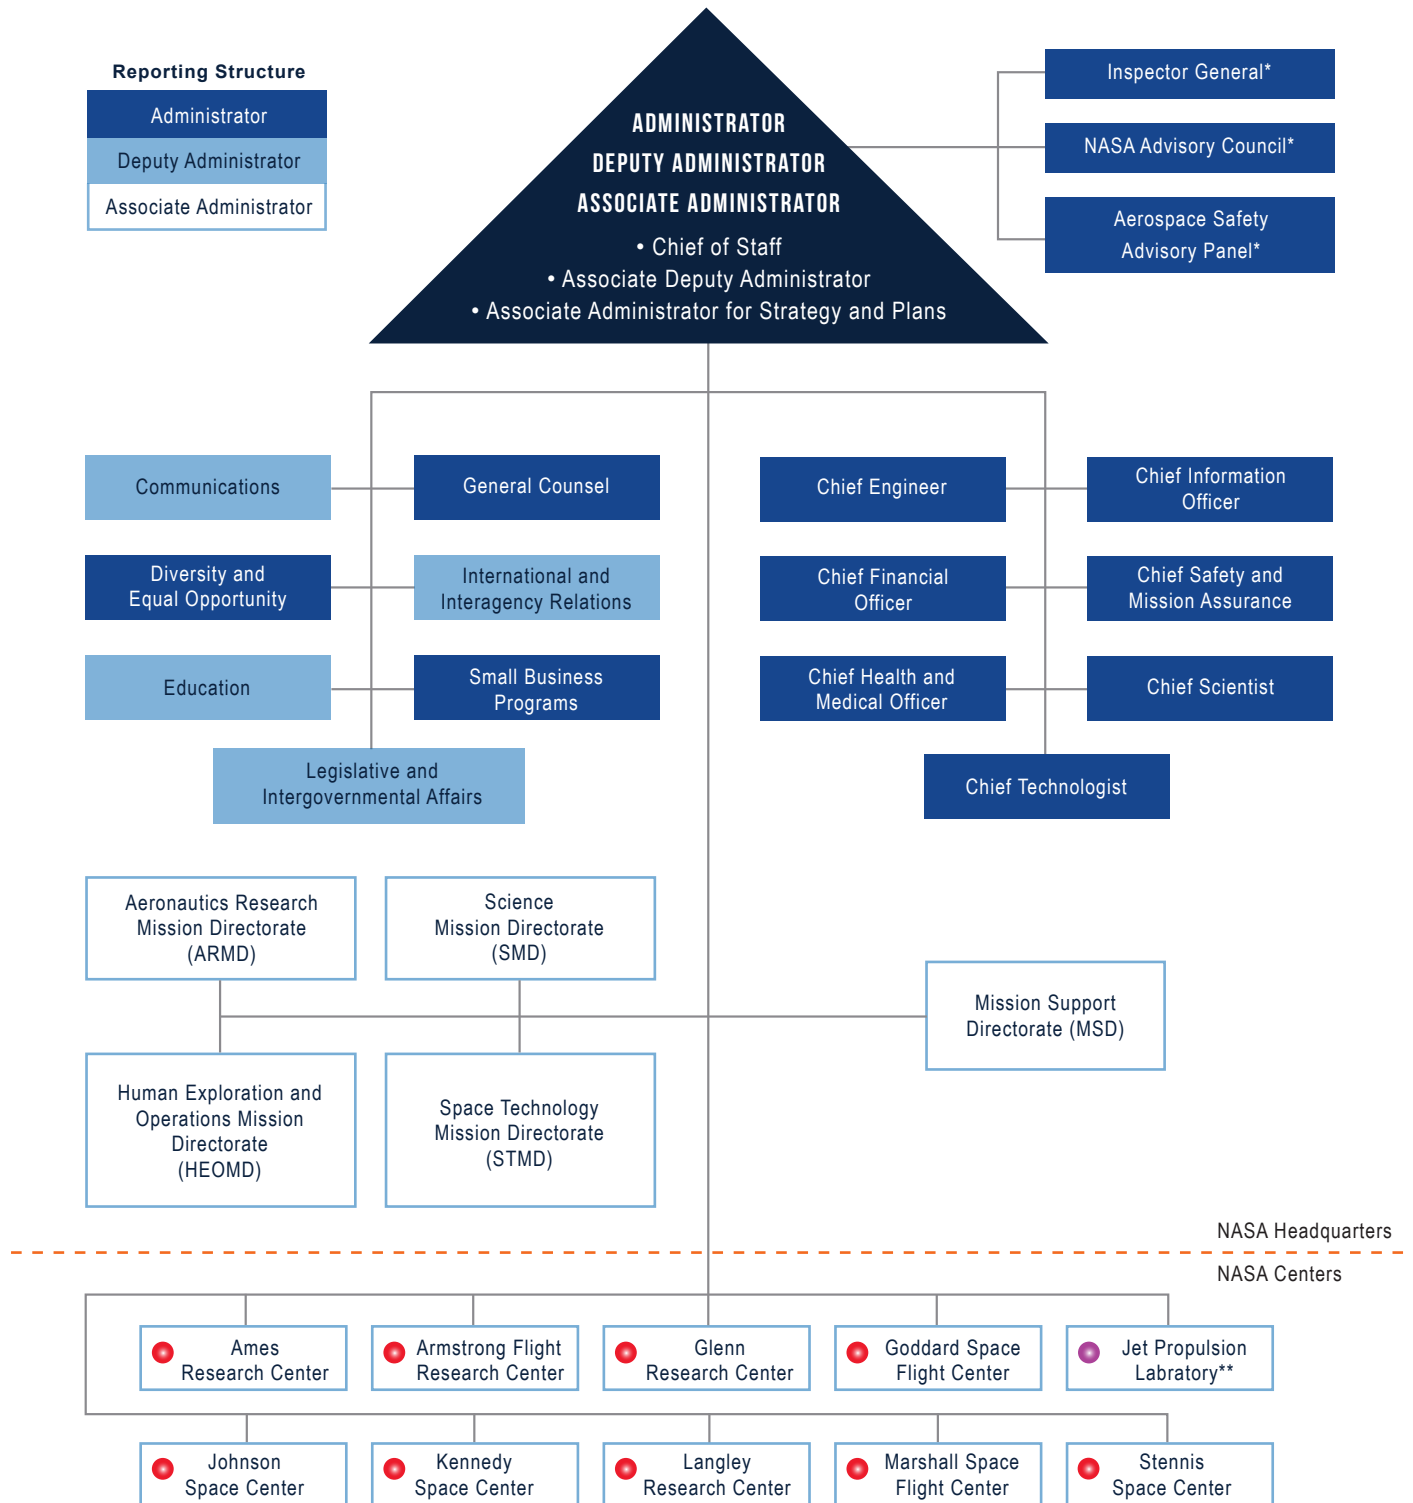 Reporting Structure
Administrator
Deputy Administrator
Associate Administrator
ADMINISTRATOR
DEPUTY ADMINISTRATOR
ASSOCIATE ADMINISTRATOR
• Chief of Staff
• Associate Deputy Administrator
• Associate Administrator for Strategy and Plans
Inspector General*
NASA Advisory Council*
Aerospace Safety
Advisory Panel*
Communications
General Counsel
Diversity and
Equal Opportunity
International and
Interagency Relations
Education
Small Business
Programs
Legislative and
Intergovernmental Affairs
Chief Engineer
Chief Information
Officer
Chief Financial
Officer
Chief Safety and
Mission Assurance
Chief Health and
Medical Officer
Chief Scientist
Chief Technologist
Aeronautics Research
Mission Directorate
(ARMD)
Science
Mission Directorate
(SMD)
Human Exploration and
Operations Mission
Directorate
(HEOMD)
Space Technology
Mission Directorate
(STMD)
Mission Support
Directorate (MSD)
NASA Headquarters
NASA Centers
Ames
Research Center
Armstrong Flight
Research Center
Glenn
Research Center
Goddard Space
Flight Center
Jet Propulsion
Labratory**
Johnson
Space Center
Kennedy
Space Center
Langley
Research Center
Marshall Space
Flight Center
Stennis
Space Center